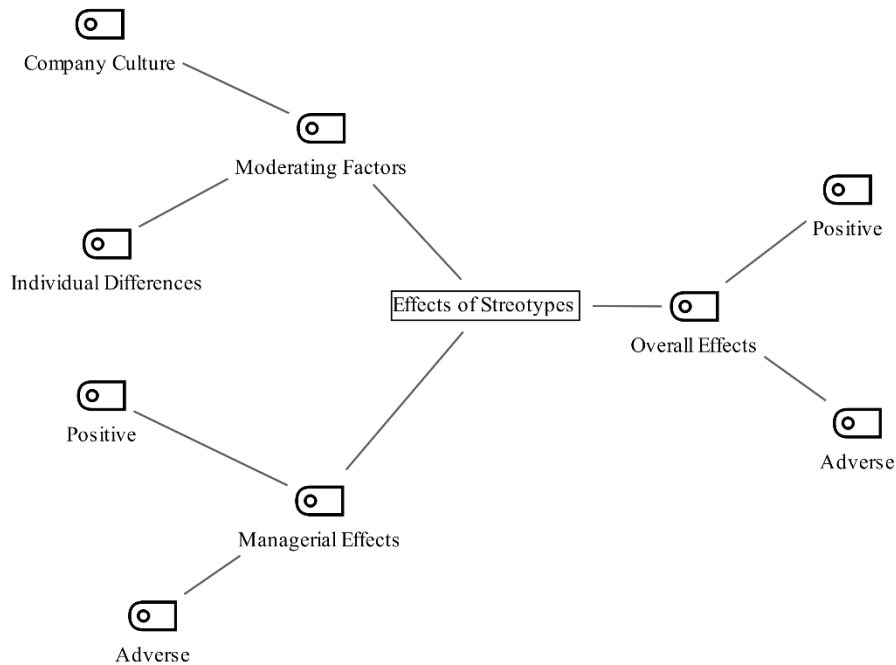 Company Culture
Moderating Factors
Individual Differences
Positive
Effects of Streotypes
Overall Effects
Positive
Adverse
Managerial Effects
Adverse